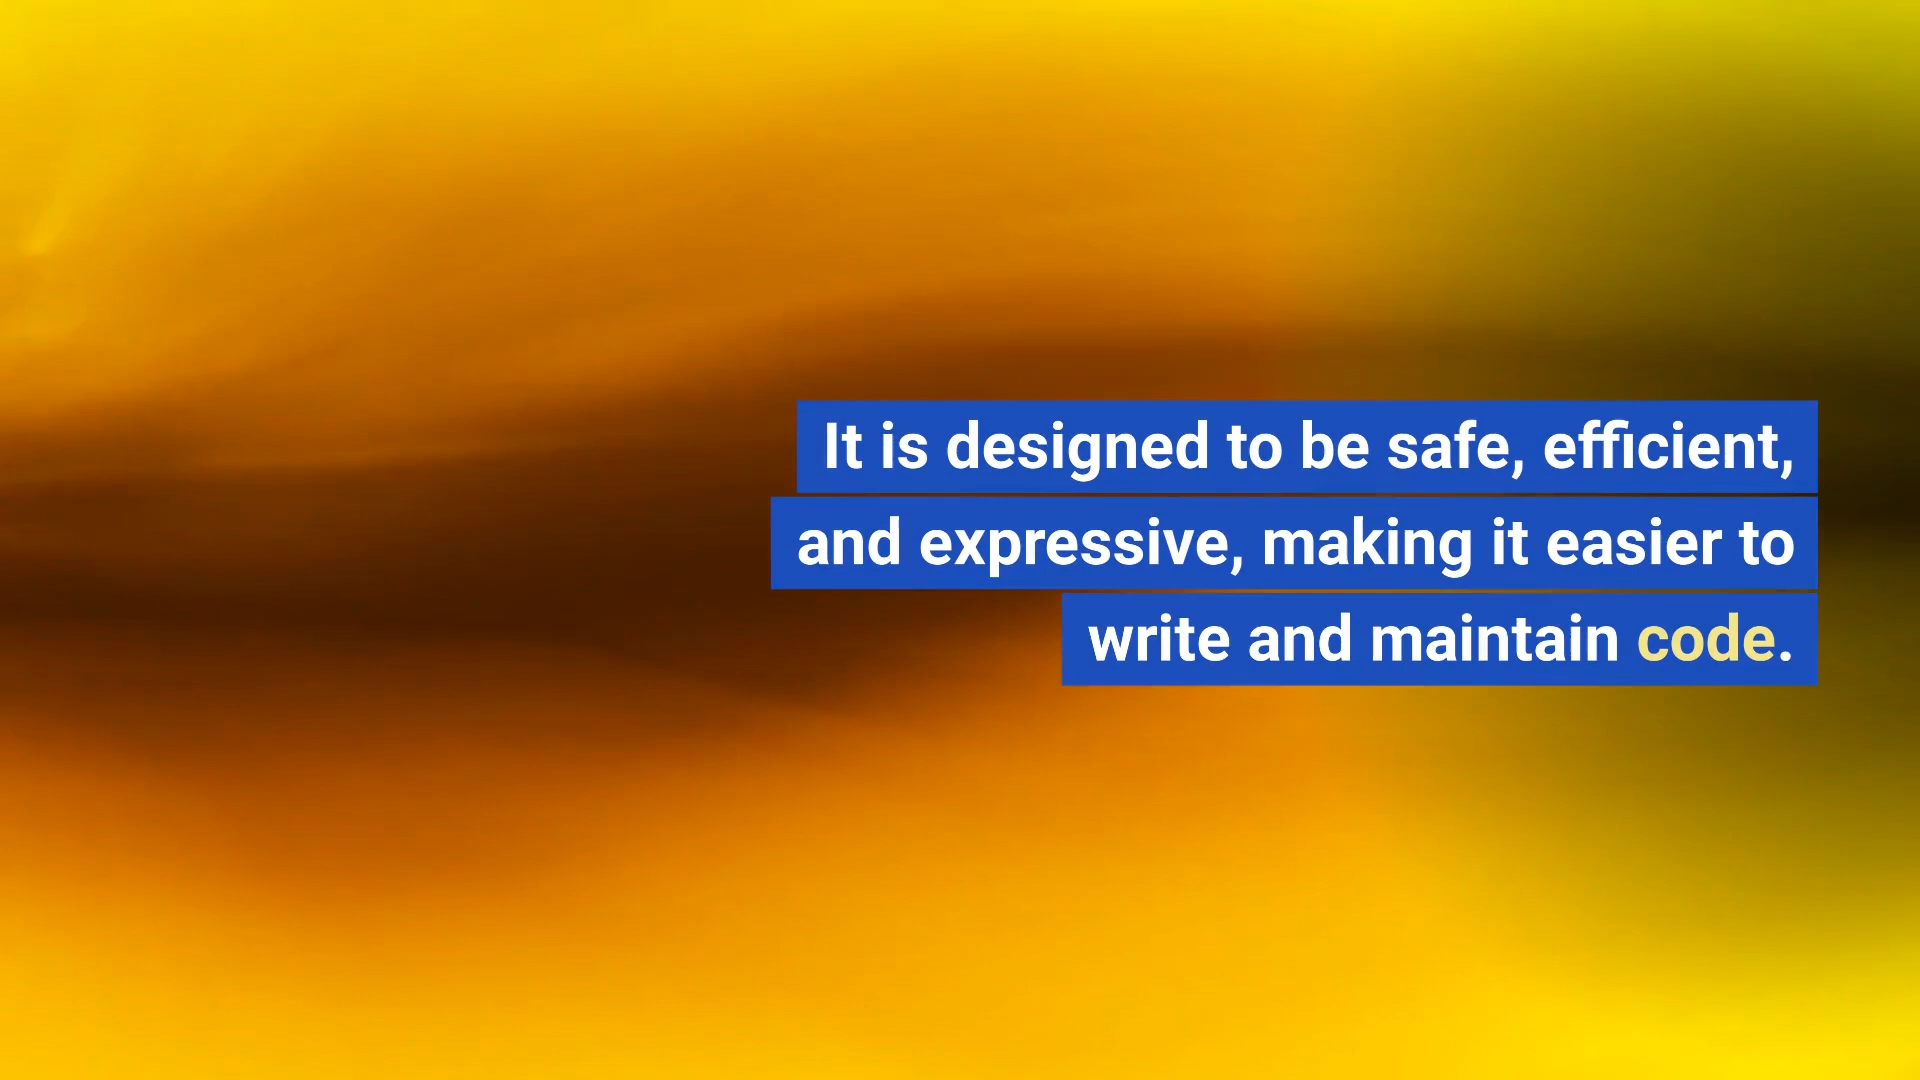 It is designed to be safe, efficient,
and expressive, making it easier to
write and maintain code.